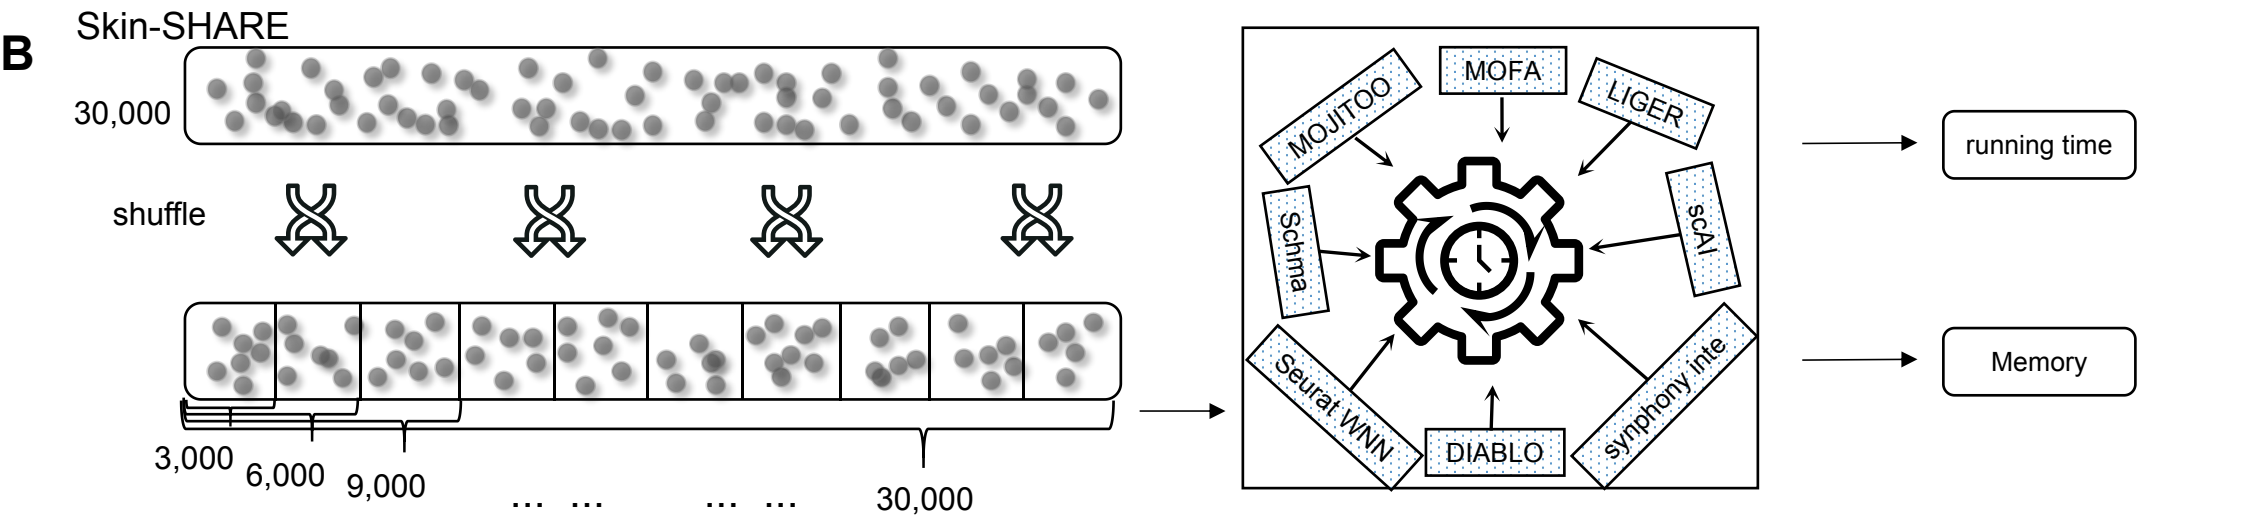 B
Skin-SHARE
30,000
shuffle
3,000
6,000
9,000
... ...
... ...
30,000
MOJITOO
MOFA
LIGER
Schma
scAI
Seurat WNN
DIABLO
synphony inte
running time
Memory